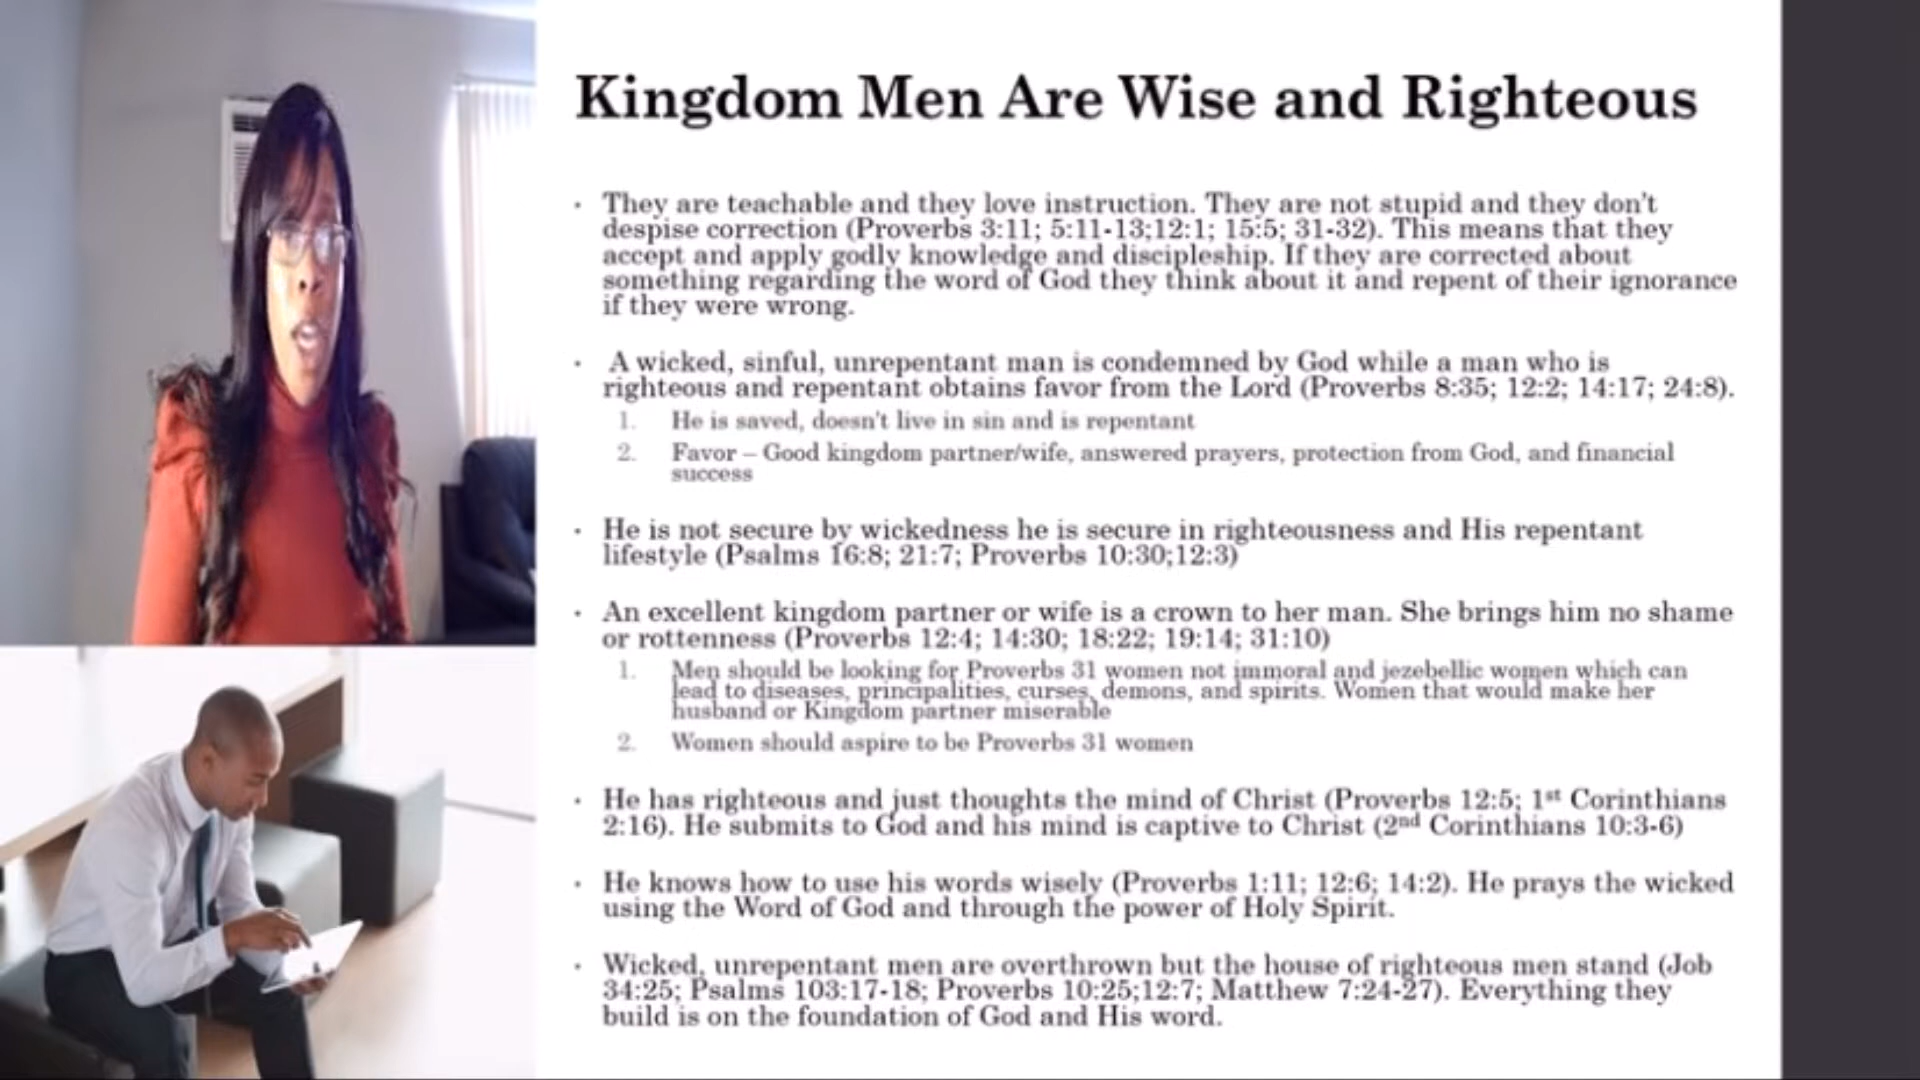 Kingdom Men Are Wise and Righteous
• They are teachable and they love instruction. They are not stupid and they don't
despise correction (Proverbs 3:11; 5:11-13;12:1; 15:5; 31-32). This means that they
accept and apply godly knowledge and discipleship. If they are corrected about
something regarding the word of God they think about it and repent of their ignorance
if they were wrong.
• A wicked, sinful, unrepentant man is condemned by God while a man who is
righteous and repentant obtains favor from the Lord (Proverbs 8:35; 12:2; 14:17; 24:8).
1. He is saved, doesn't live in sin and is repentant
2. Favor – Good kingdom partner/wife, answered prayers, protection from God, and financial
success
• He is not secure by wickedness he is secure in righteousness and His repentant
lifestyle (Psalms 16:8; 21:7; Proverbs 10:30;12:3)
• An excellent kingdom partner or wife is a crown to her man. She brings him no shame
or rottenness (Proverbs 12:4; 14:30; 18:22; 19:14; 31:10)
1. Men should be looking for Proverbs 31 women not immoral and jezebellic women which can
lead to diseases, principalities, curses, demons, and spirits. Women that would make her
husband or Kingdom partner miserable
2. Women should aspire to be Proverbs 31 women
• He has righteous and just thoughts the mind of Christ (Proverbs 12:5; 1st Corinthians
2:16). He submits to God and his mind is captive to Christ (2nd Corinthians 10:3-6)
• He knows how to use his words wisely (Proverbs 1:11; 12:6; 14:2). He prays the wicked
using the Word of God and through the power of Holy Spirit.
• Wicked, unrepentant men are overthrown but the house of righteous men stand (Job
34:25; Psalms 103:17-18; Proverbs 10:25;12:7; Matthew 7:24-27). Everything they
build is on the foundation of God and His word.